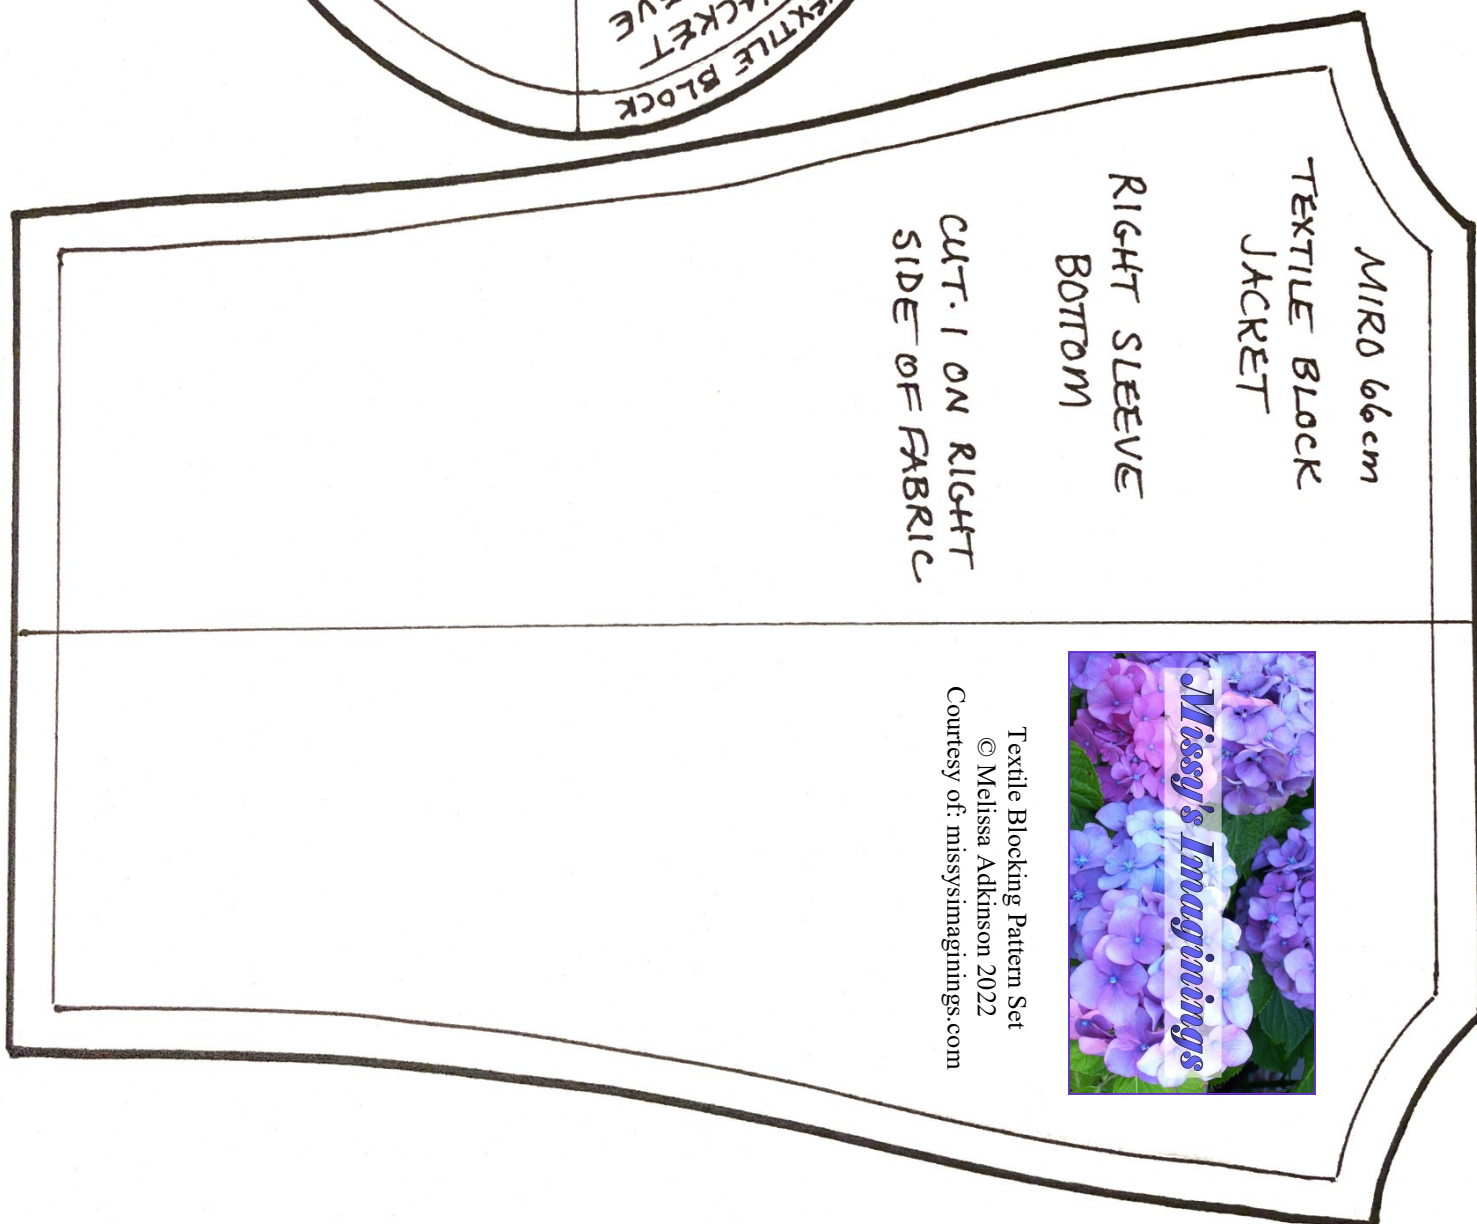 MIRO 66cm
TEXTILE BLOCK
JACKET
RIGHT SLEEVE
BOTTOM
CUT·1 ON RIGHT
SIDE OF FABRIC
Missy's Imaginings
Textile Blocking Pattern Set
© Melissa Adkinson 2022
Courtesy of: missysimaginings.com
JACKET
TEXTILE BLOCK